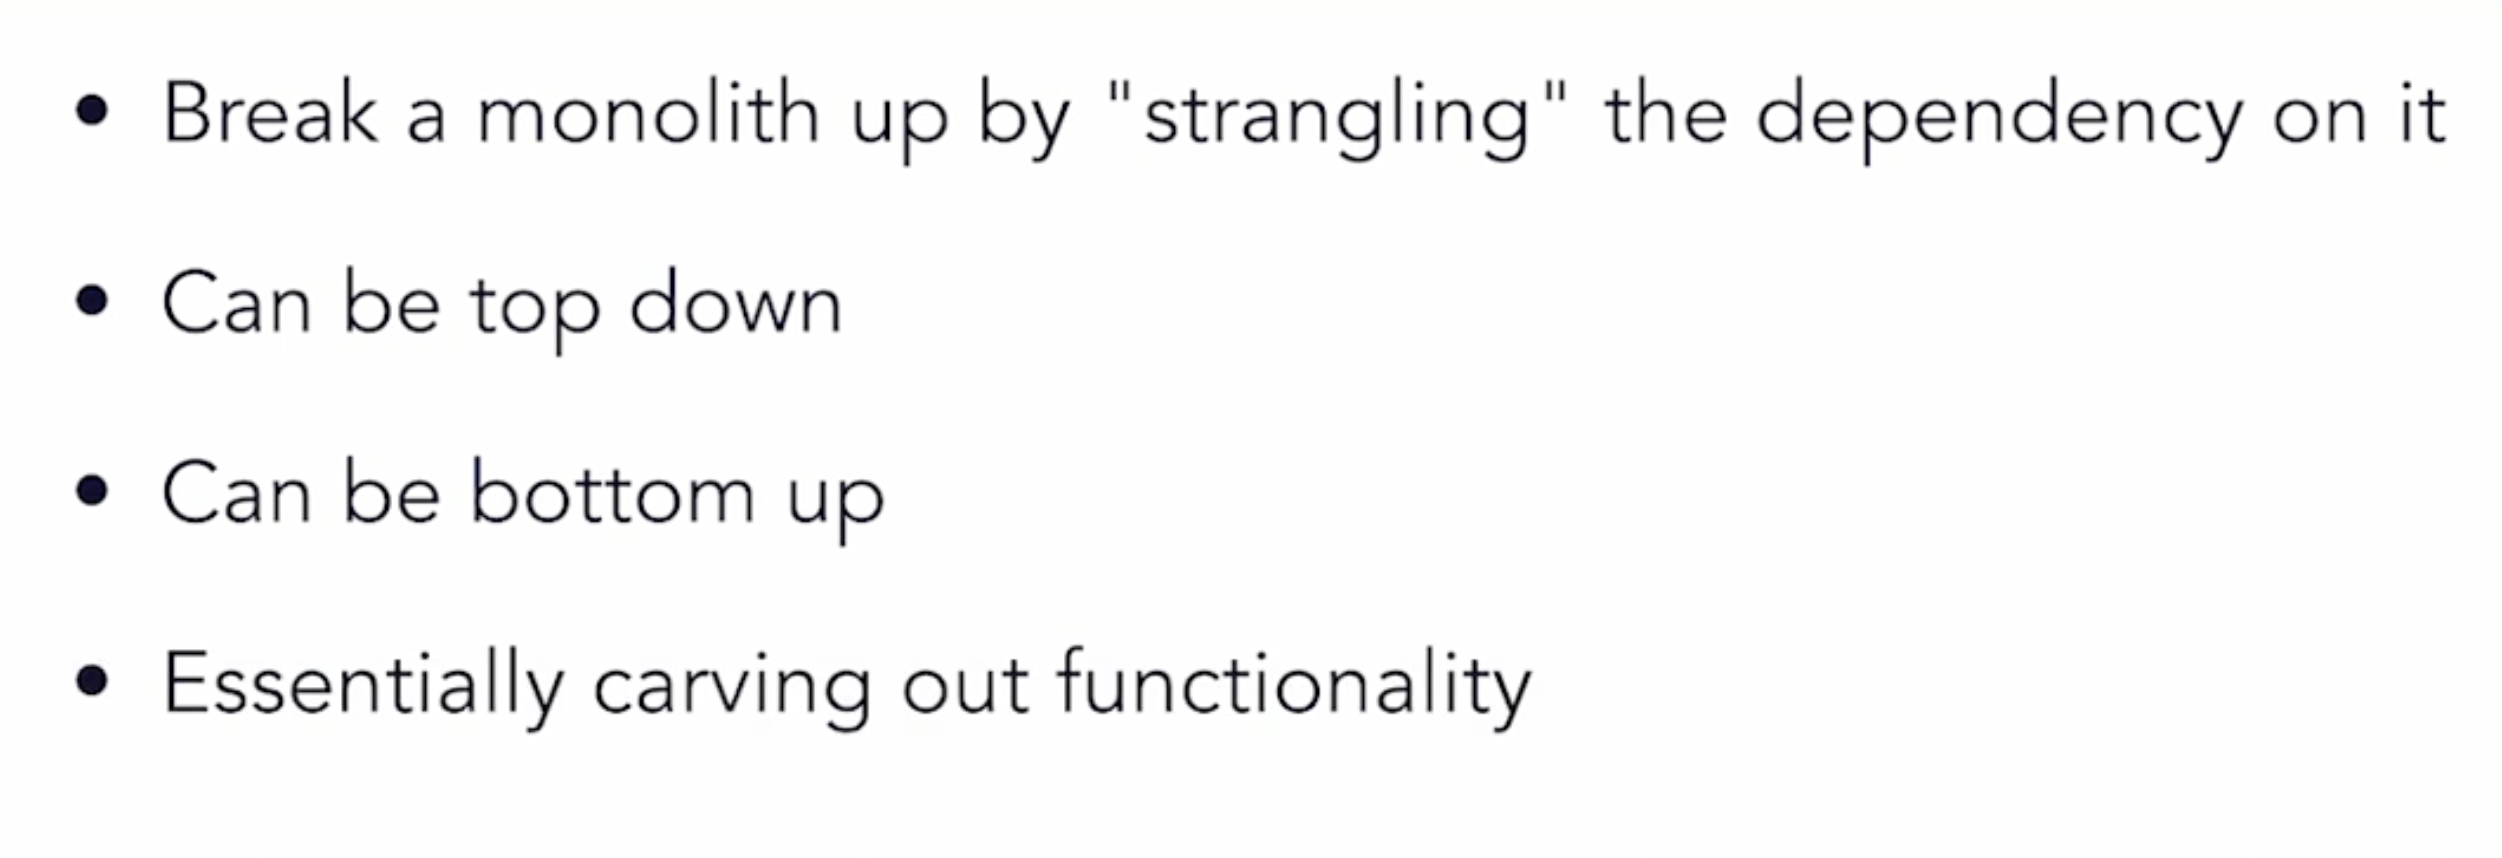 • Break a monolith up by "strangling" the dependency on it
• Can be top down
• Can be bottom up
• Essentially carving out functionality